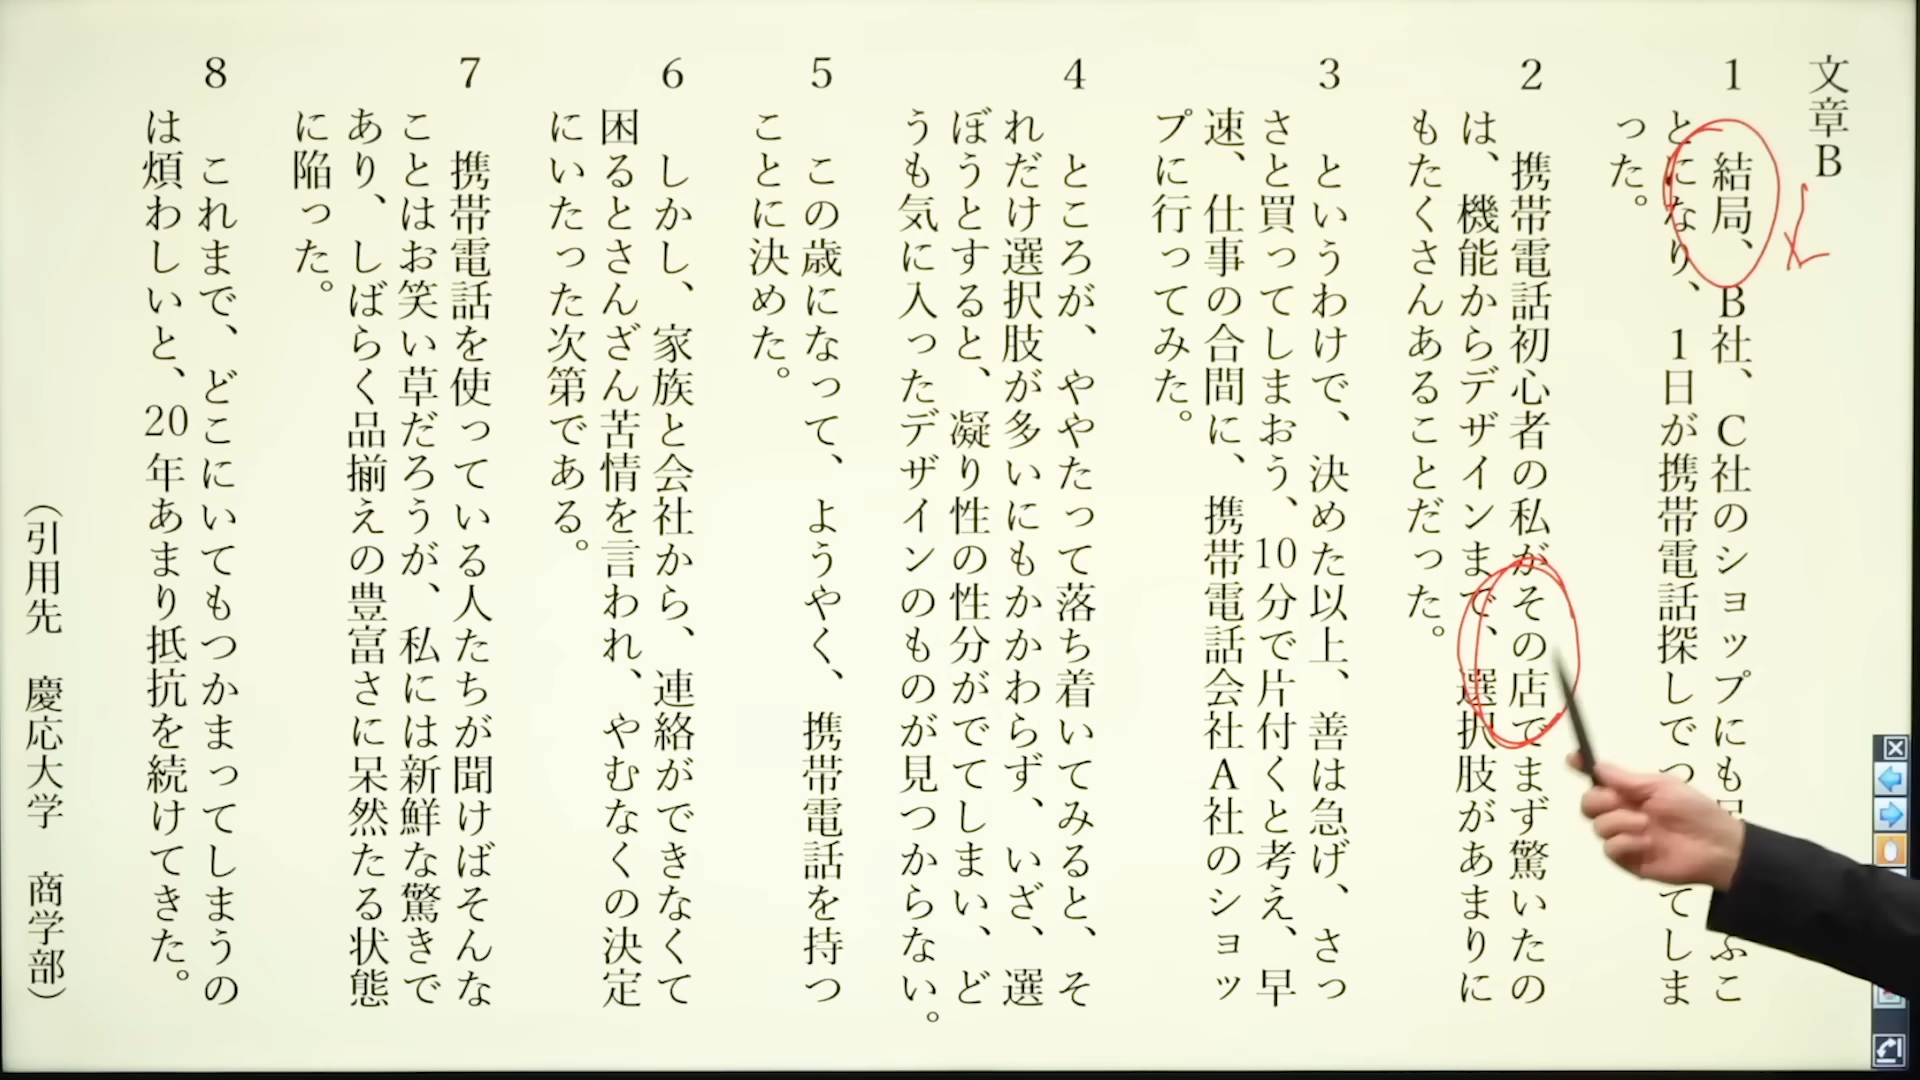 文章B
1 結局、B社、C社のショップにも
とになり、1日が携帯電話探しでつ てしま
った。
2 携帯電話初心者の私がその店でまず驚いたの
は、機能からデザインまで、選択肢があまりに
もたくさんあることだった。
3 というわけで、決めた以上、善は急げ、さっ
さと買ってしまおう、10分で片付くと考え、早
速、仕事の合間に、携帯電話会社A社のショッ
プに行ってみた。
4 ところが、ややたって落ち着いてみると、そ
れだけ選択肢が多いにもかかわらず、いざ、選
ぼうとすると、凝り性の性分がでてしまい、ど
うも気に入ったデザインのものが見つからない。
5 この歳になって、ようやく、携帯電話を持つ
ことに決めた。
6 しかし、家族と会社から、連絡ができなくて
困るとさんざん苦情を言われ、やむなくの決定
にいたった次第である。
7 携帯電話を使っている人たちが聞けばそんな
ことはお笑い草だろうが、私には新鮮な驚きで
あり、しばらく品揃えの豊富さに呆然たる状態
に陥った。
8 これまで、どこにいてもつかまってしまうの
は煩わしいと、20年あまり抵抗を続けてきた。
（引用先 慶応大学 商学部）